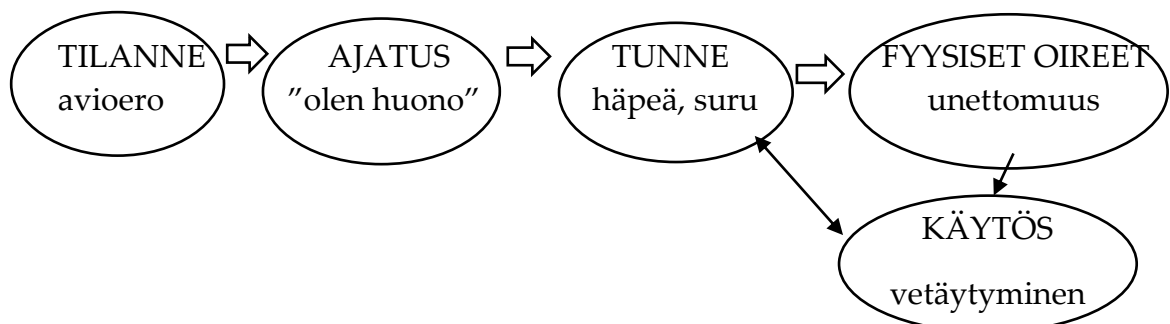 TILANNE
avioero
AJATUS
”olen huono”
TUNNE
häpeä, suru
FYYSISET OIREET
unettomuus
KÄYTÖS
vetäytyminen